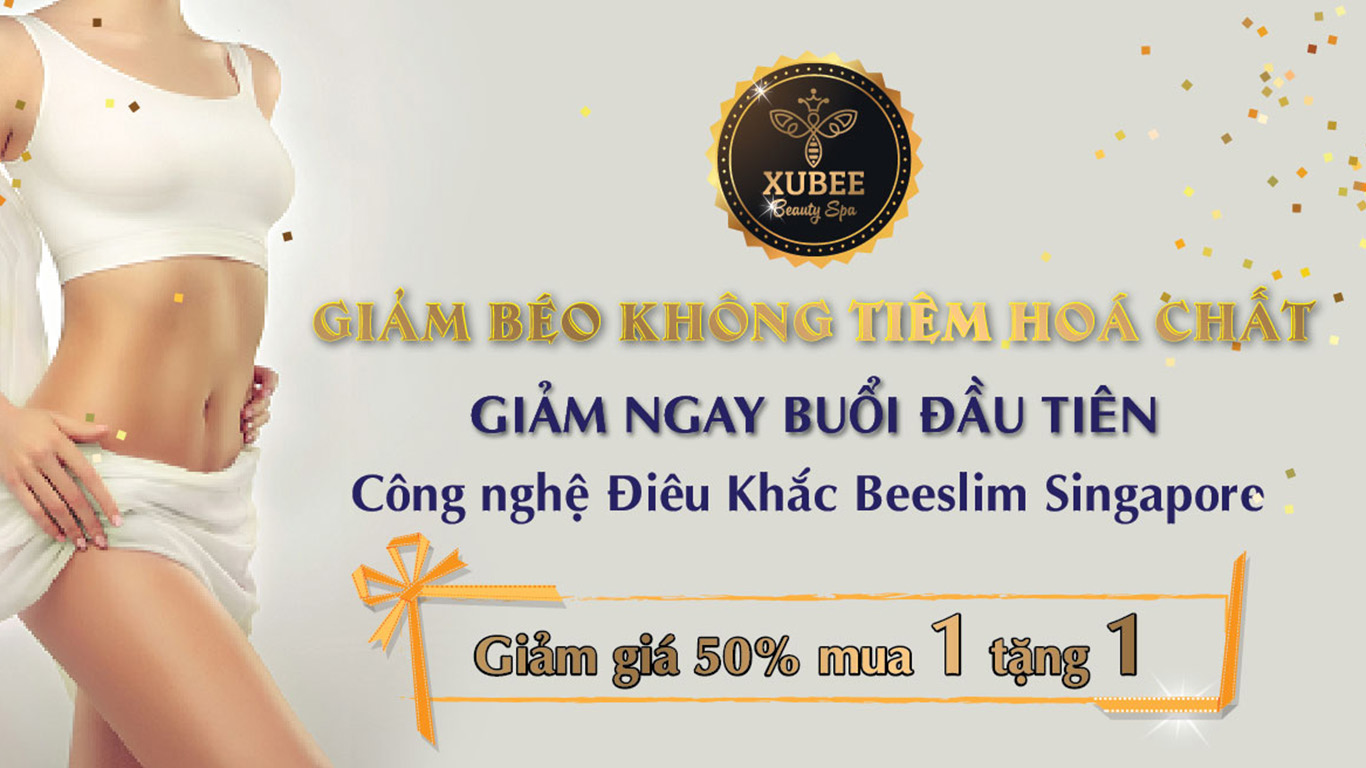 XUBEE
Beauty Spa
GIẢM BÉO KHÔNG TIÊM HOÁ CHẤT
GIẢM NGAY BUỔI ĐẦU TIÊN
Công nghệ Điêu Khắc Beeslim Singapore
Giảm giá 50% mua 1 tặng 1